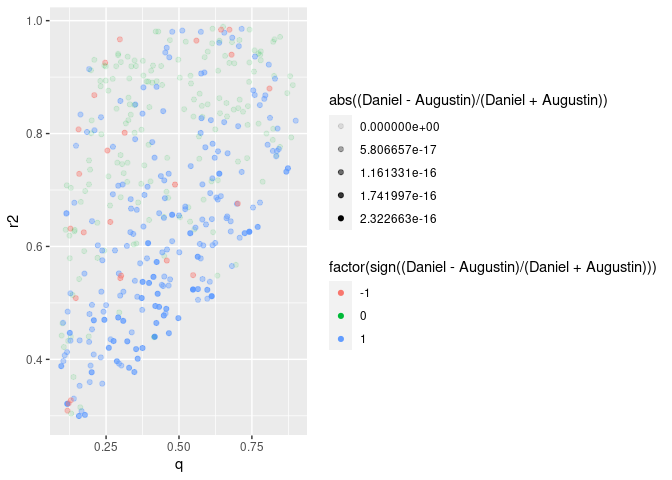 1.0
0.8
0.6
0.4
r2
0.25
0.50
0.75
q
abs((Daniel - Augustin)/(Daniel + Augustin))
0.000000e+00
5.806657e-17
1.161331e-16
1.741997e-16
2.322663e-16
factor(sign((Daniel - Augustin)/(Daniel + Augustin)))
-1
0
1